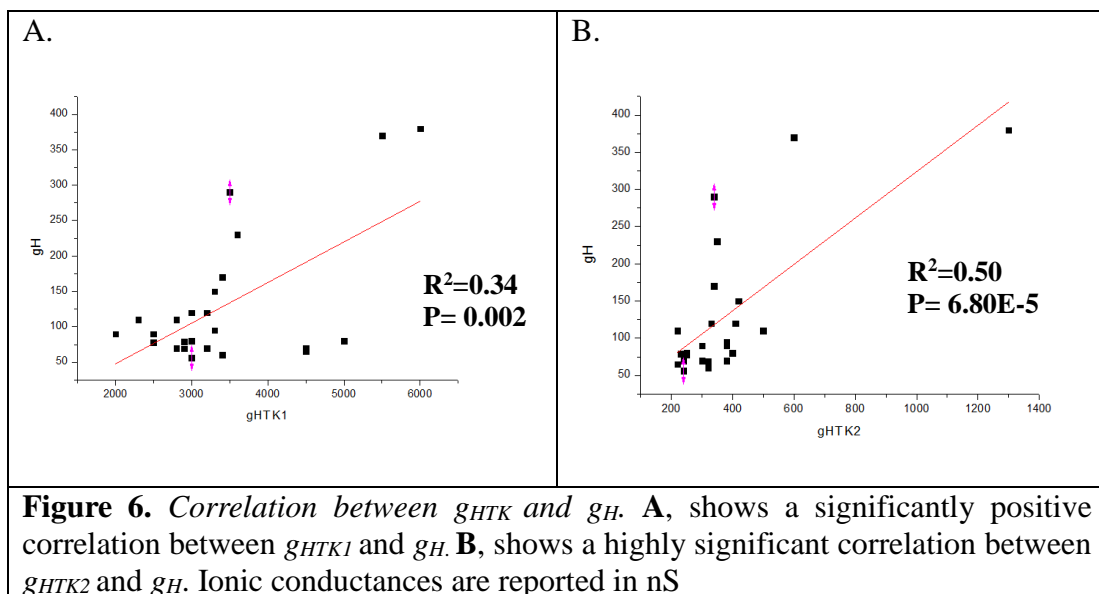 A.
400
350
300
250
200
150
100
50
gH
2000 3000 4000 5000 6000
gHTK1
R²=0.34
P= 0.002
B.
400
350
300
250
200
150
100
50
gH
200 400 600 800 1000 1200 1400
gHTK2
R²=0.50
P= 6.80E-5
Figure 6. Correlation between gHTK and gH. A, shows a significantly positive
correlation between gHTK1 and gH. B, shows a highly significant correlation between
gHTK2 and gH. Ionic conductances are reported in nS